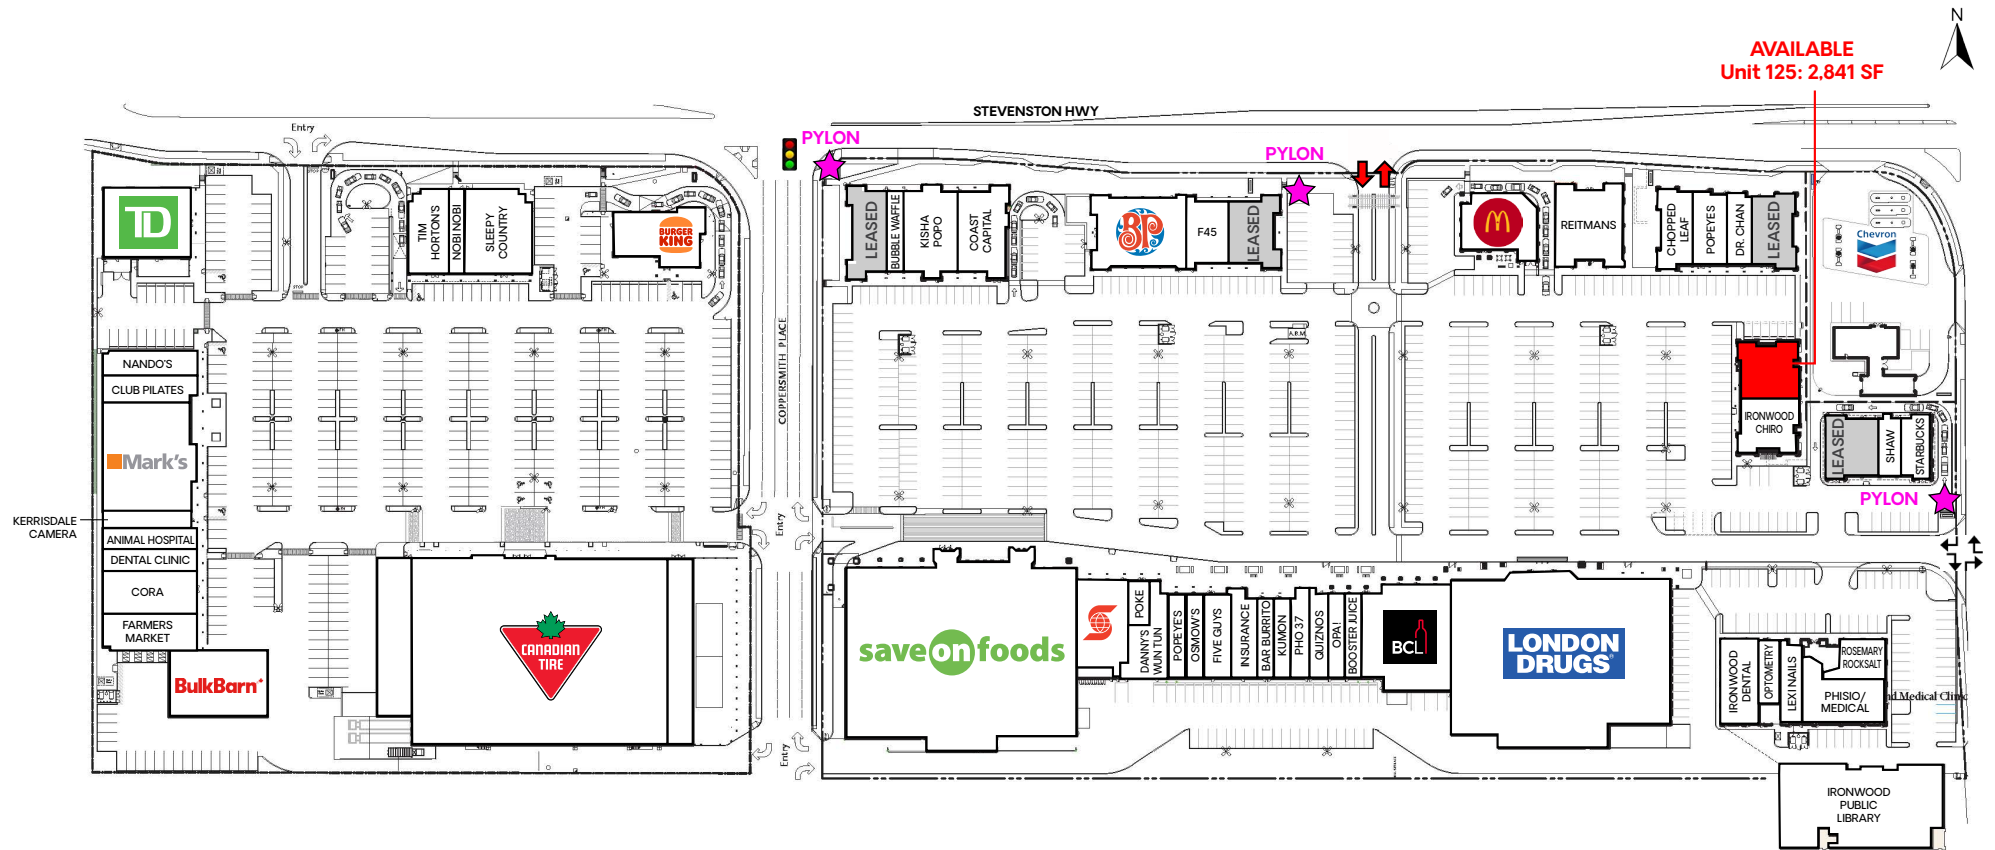 N
AVAILABLE
Unit 125: 2,841 SF
STEVENSTON HWY
Entry
PYLON
PYLON
TD
TIM
HORTON'S
NOBI NOBI
SLEEPY
COUNTRY
BURGER
KING
LEASED
BUBBLE WAFFLE
KISHA
POPO
COAST
CAPITAL
BP
F45
LEASED
M
REITMANS
CHOPPED
LEAF
POPEYES
DR. CHAN
LEASED
Chevron
COPPERSMITH PLACE
A.B.M.
NANDO'S
CLUB PILATES
Mark's
KERRISDALE
CAMERA
ANIMAL HOSPITAL
DENTAL CLINIC
CORA
FARMERS
MARKET
BulkBarn
IRONWOOD
CHIRO
LEASED
SHAW
STARBUCKS
PYLON
Entry
CANADIAN
TIRE
save on foods
POKE
DANNY'S
WUN TUN
POPEYE'S
OSMOW'S
FIVE GUYS
INSURANCE
BAR BURRITO
KUMON
PHO 37
QUIZNOS
OPA!
BOOSTER JUICE
BCL
LONDON
DRUGS
IRONWOOD
DENTAL
OPTOMETRY
LEXI NAILS
ROSEMARY
ROCKSALT
PHISIO/
MEDICAL
nd Medical Clinic
Entry
IRONWOOD
PUBLIC
LIBRARY